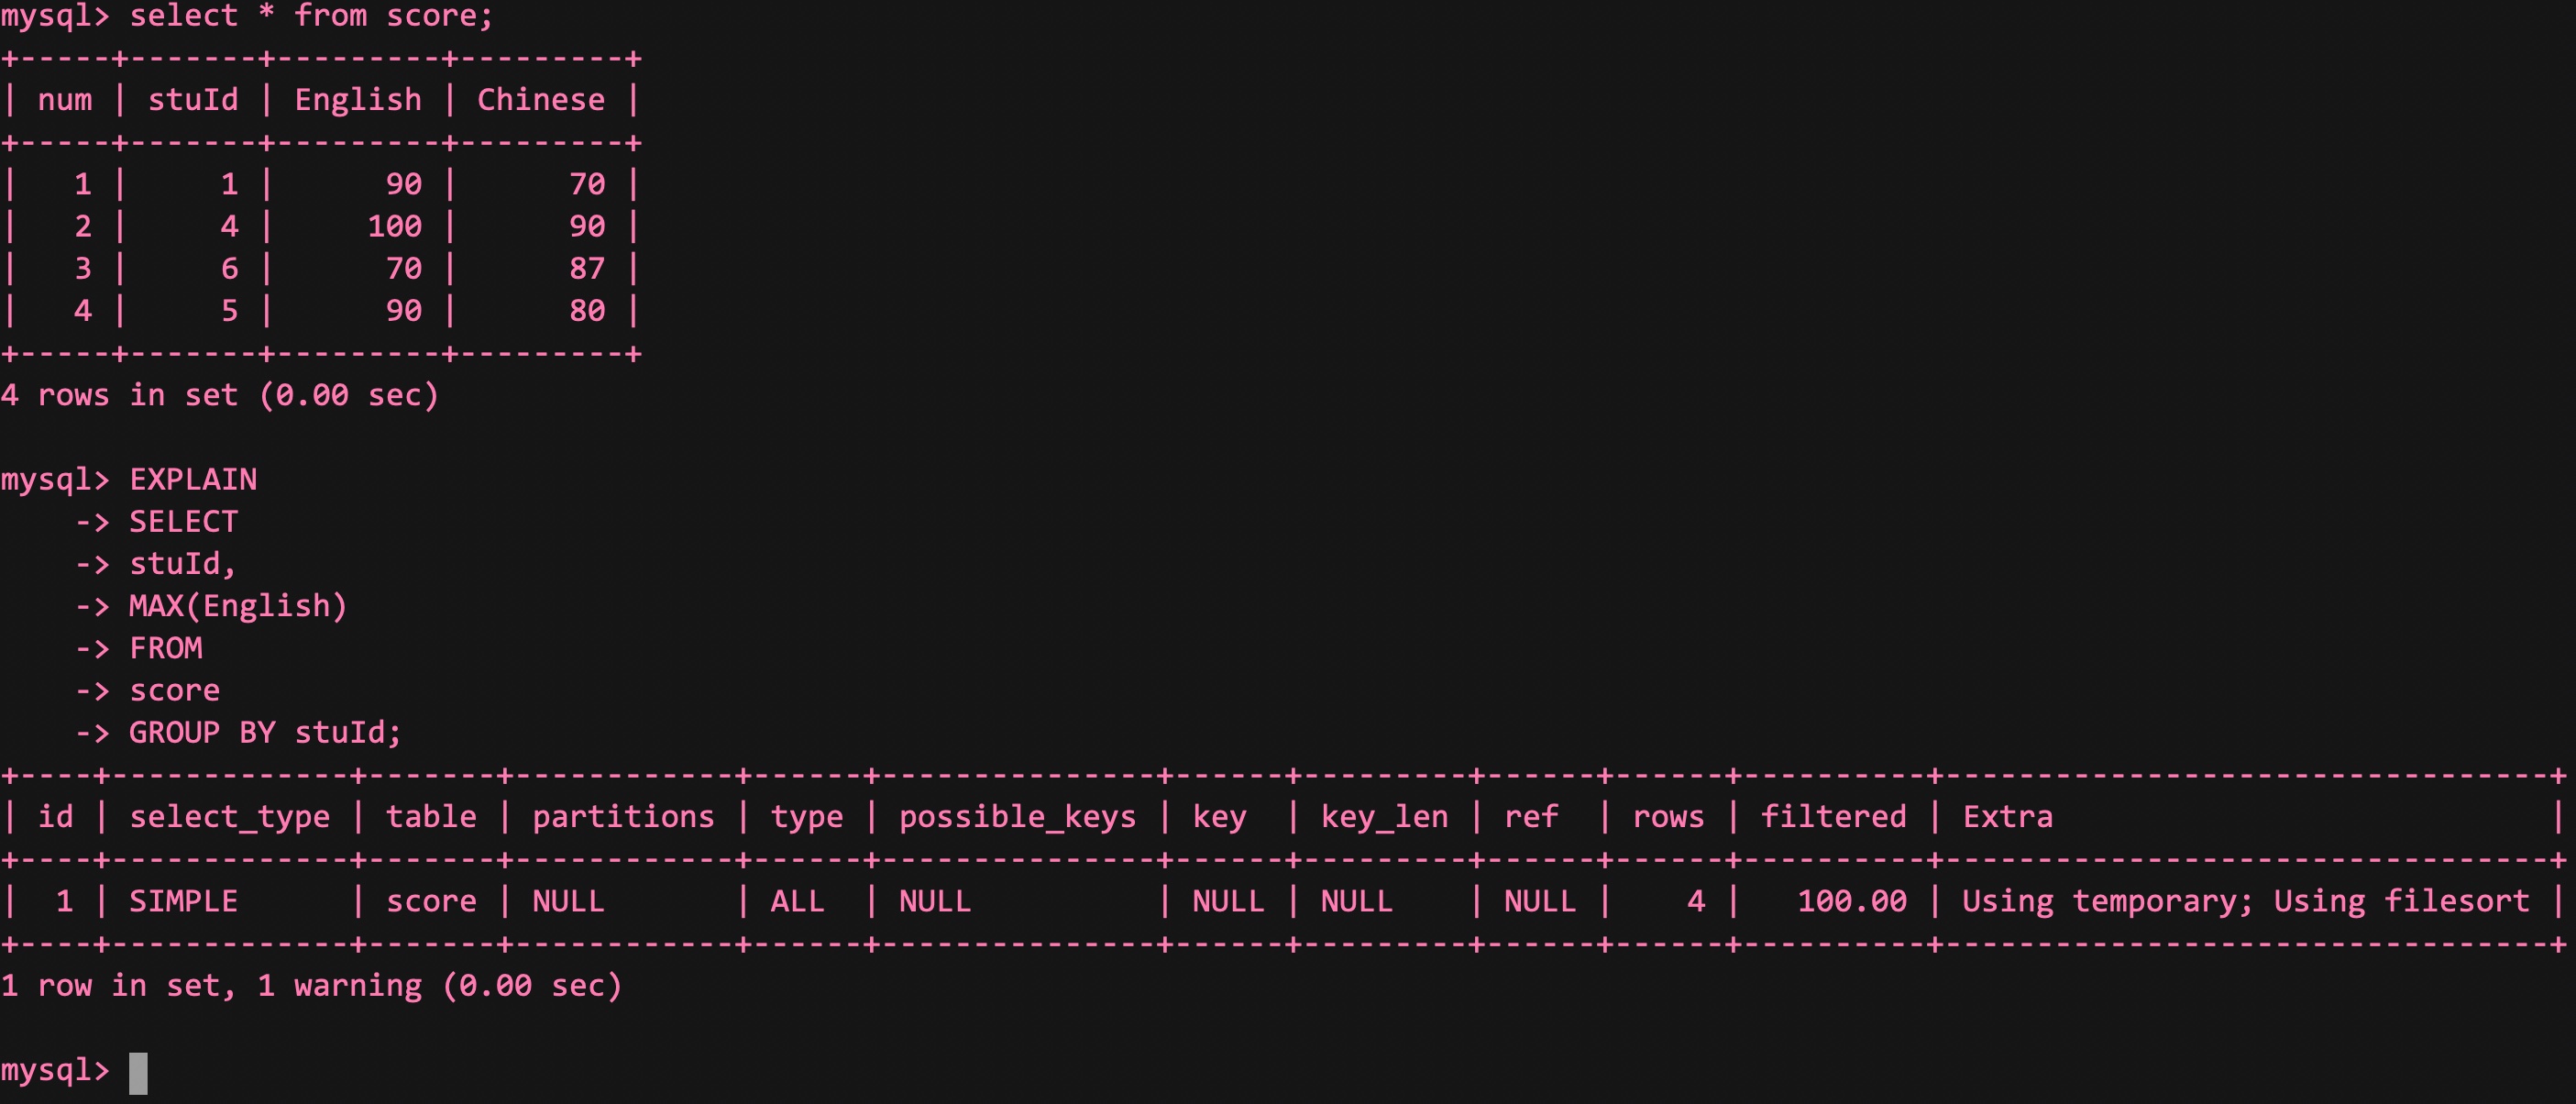 mysql> select * from score;
+-----+-------+---------+---------+
| num | stuId | English | Chinese |
+-----+-------+---------+---------+
|   1 |     1 |      90 |      70 |
|   2 |     4 |     100 |      90 |
|   3 |     6 |      70 |      87 |
|   4 |     5 |      90 |      80 |
+-----+-------+---------+---------+
4 rows in set (0.00 sec)

mysql> EXPLAIN
    -> SELECT
    -> stuId,
    -> MAX(English)
    -> FROM
    -> score
    -> GROUP BY stuId;
+----+-------------+-------+------------+------+---------------+------+---------+------+------+----------+---------------------------------+
| id | select_type | table | partitions | type | possible_keys | key  | key_len | ref  | rows | filtered | Extra                           |
+----+-------------+-------+------------+------+---------------+------+---------+------+------+----------+---------------------------------+
|  1 | SIMPLE      | score | NULL       | ALL  | NULL          | NULL | NULL    | NULL |    4 |   100.00 | Using temporary; Using filesort |
+----+-------------+-------+------------+------+---------------+------+---------+------+------+----------+---------------------------------+
1 row in set, 1 warning (0.00 sec)

mysql>